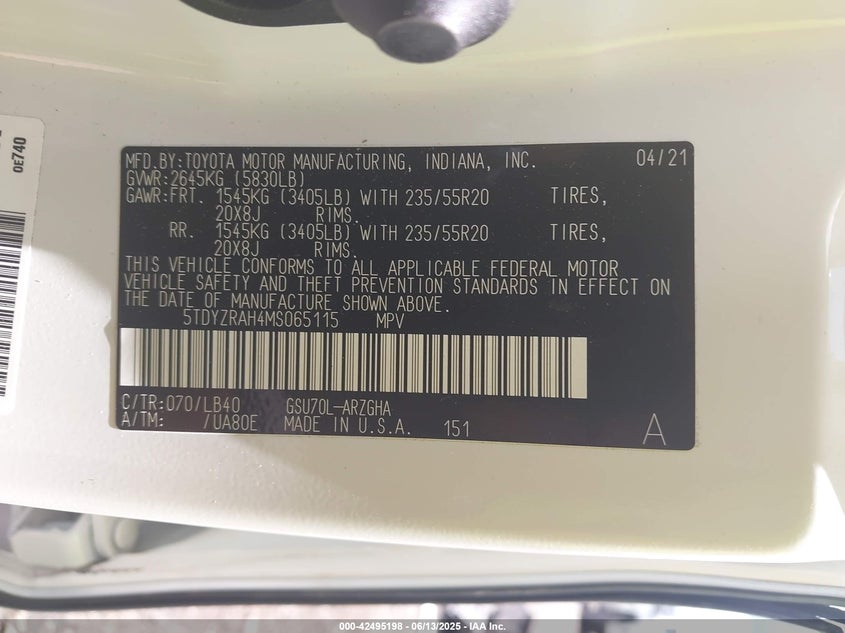 0E740
MFD.BY:TOYOTA MOTOR MANUFACTURING, INDIANA, INC. 04/21
GVWR:2645KG (5830LB)
GAWR:FRT. 1545KG (3405LB) WITH 235/55R20 TIRES,
20X8J RIMS.
RR. 1545KG (3405LB) WITH 235/55R20 TIRES,
20X8J RIMS.
THIS VEHICLE CONFORMS TO ALL APPLICABLE FEDERAL MOTOR
VEHICLE SAFETY AND THEFT PREVENTION STANDARDS IN EFFECT ON
THE DATE OF MANUFACTURE SHOWN ABOVE.
5TDYZRAH4MS065115 MPV
C/TR:070/LB40 GSU70L-ARZGHA
A/TM: /UA80E MADE IN U.S.A. 151 A
000-42495198 - 06/13/2025 - IAA Inc.